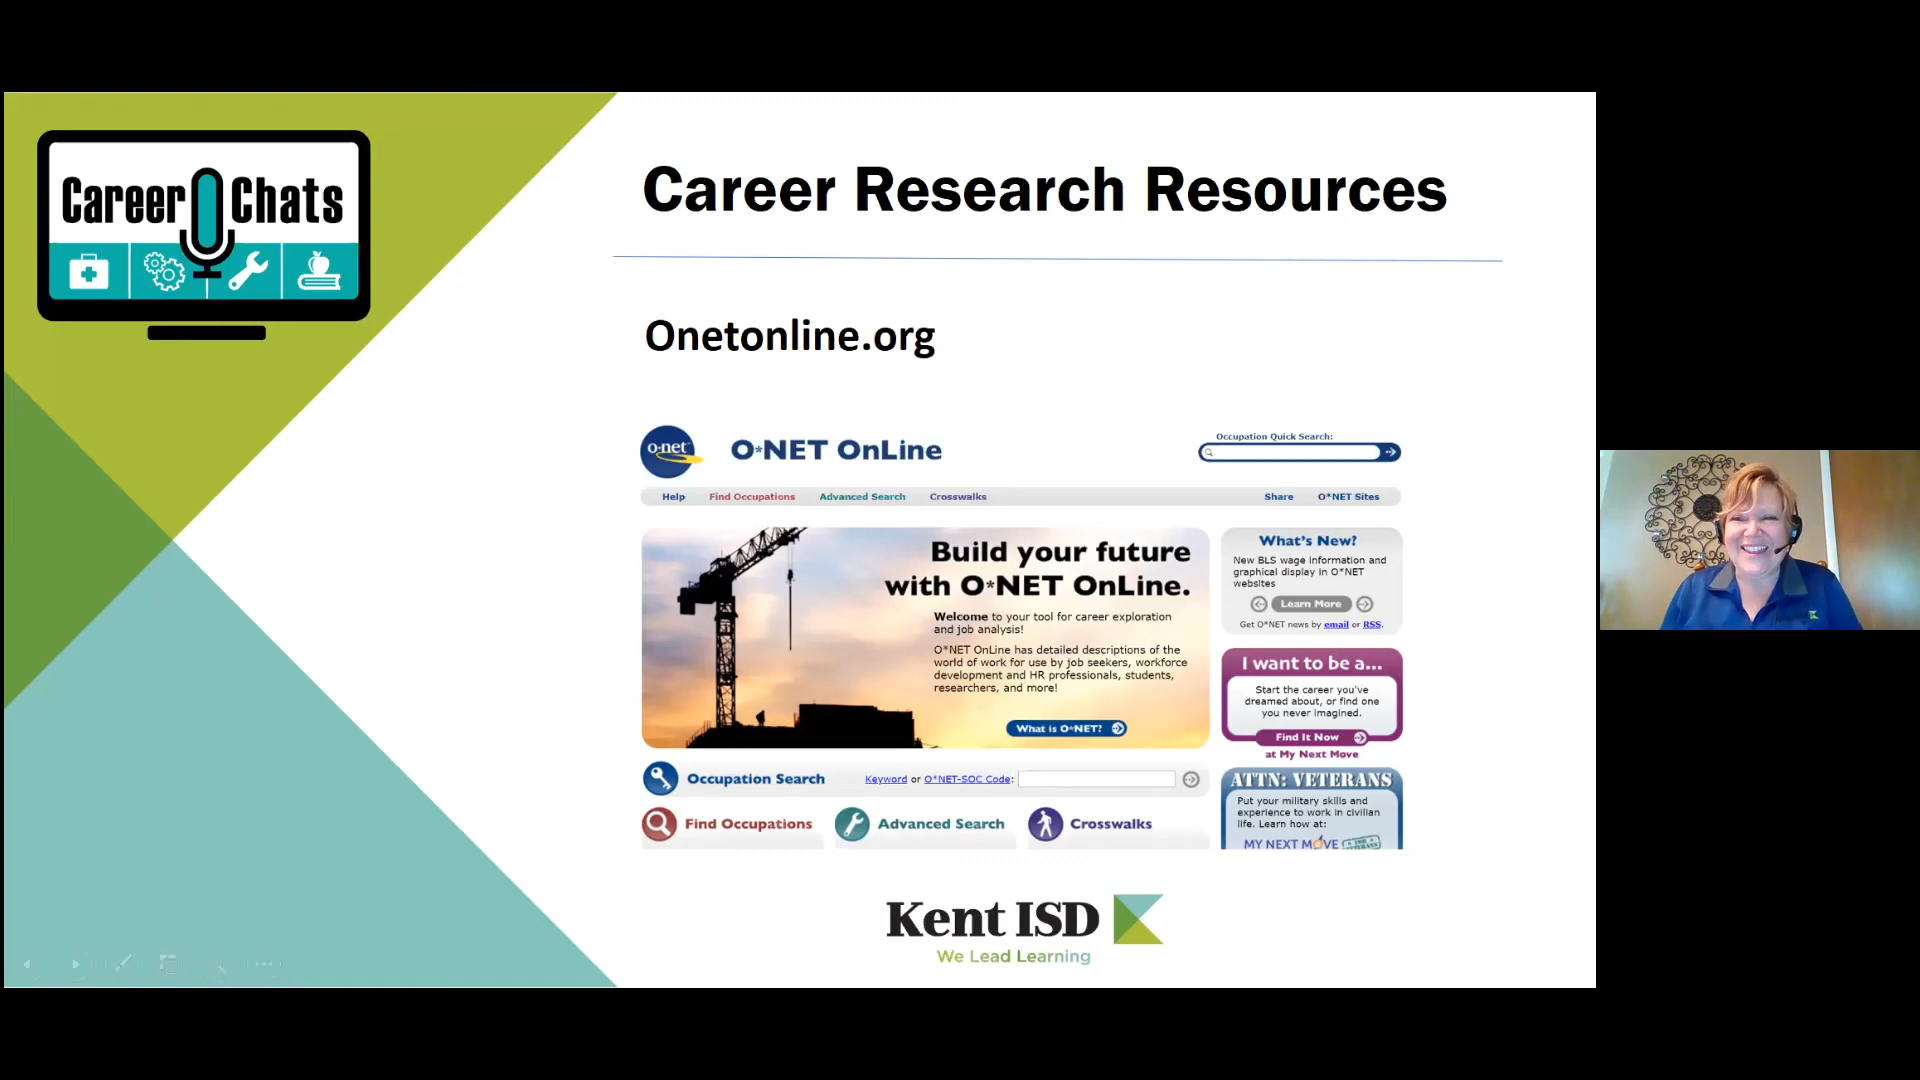 Career Chats
Career Research Resources
Onetonline.org
o·net
O*NET OnLine
Occupation Quick Search:
Help Find Occupations Advanced Search Crosswalks Share O*NET Sites
Build your future
with O*NET OnLine.
Welcome to your tool for career exploration
and job analysis!
O*NET OnLine has detailed descriptions of the
world of work for use by job seekers, workforce
development and HR professionals, students,
researchers, and more!
What is O*NET?
What's New?
New BLS wage information and
graphical display in O*NET
websites
Learn More
Get O*NET news by email or RSS.
I want to be a...
Start the career you've
dreamed about, or find one
you never imagined.
Find It Now
at My Next Move
Occupation Search Keyword or O*NET-SOC Code:
Find Occupations Advanced Search Crosswalks
ATTN: VETERANS
Put your military skills and
experience to work in civilian
life. Learn how at:
MY NEXT MOVE FOR VETERANS
Kent ISD
We Lead Learning